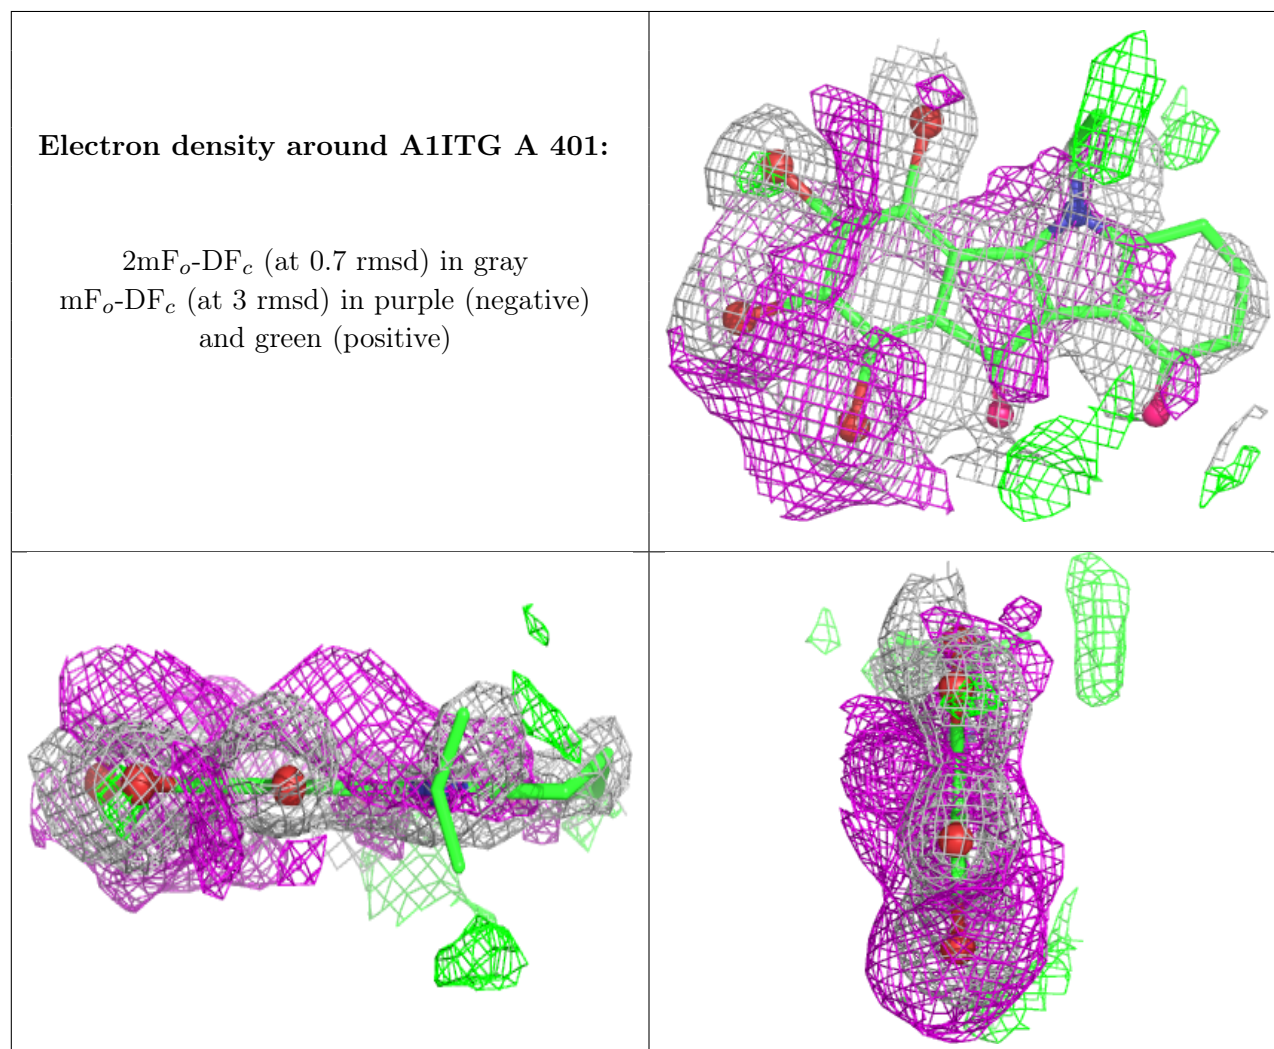 Electron density around A1ITG A 401:
2mFo-DFc (at 0.7 rmsd) in gray
mFo-DFc (at 3 rmsd) in purple (negative)
and green (positive)